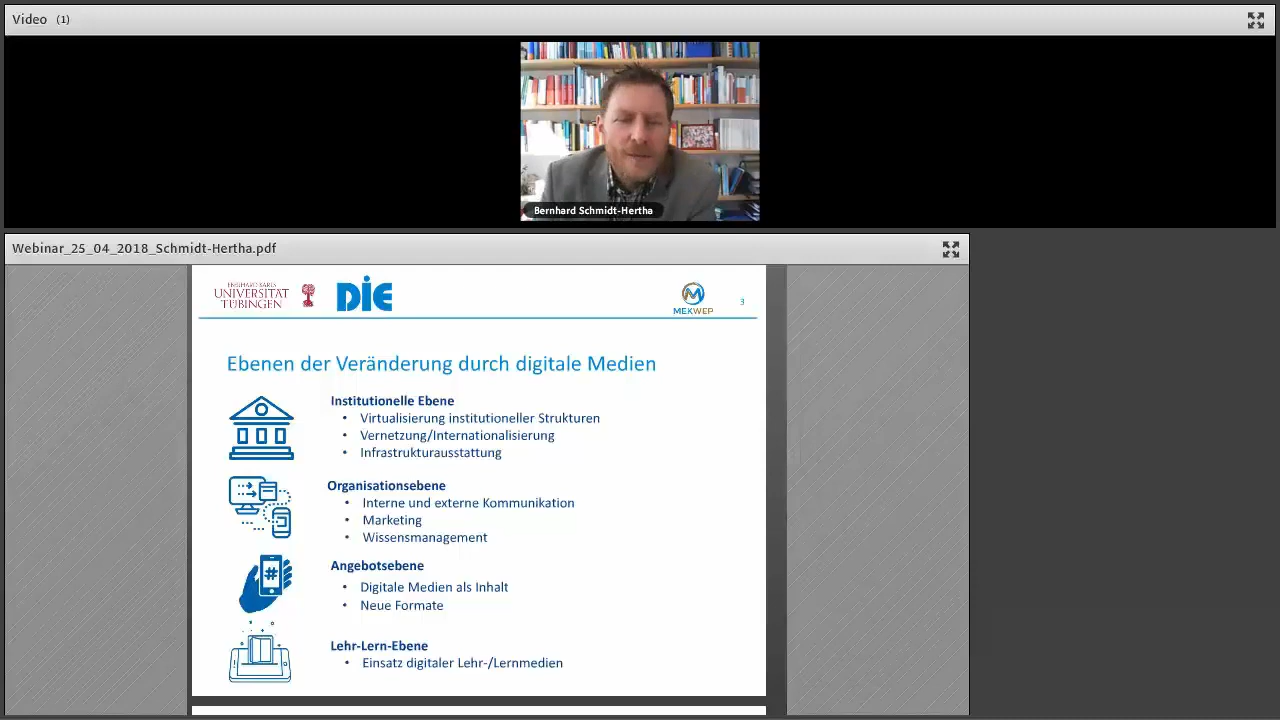 Video (1)
Bernhard Schmidt-Hertha
Webinar_25_04_2018_Schmidt-Hertha.pdf
EBERHARD KARLS
UNIVERSITÄT
TÜBINGEN
DIE
MEKWEP
3
Ebenen der Veränderung durch digitale Medien
Institutionelle Ebene
• Virtualisierung institutioneller Strukturen
• Vernetzung/Internationalisierung
• Infrastrukturausstattung
Organisationsebene
• Interne und externe Kommunikation
• Marketing
• Wissensmanagement
#
Angebotsebene
• Digitale Medien als Inhalt
• Neue Formate
Lehr-Lern-Ebene
• Einsatz digitaler Lehr-/Lernmedien